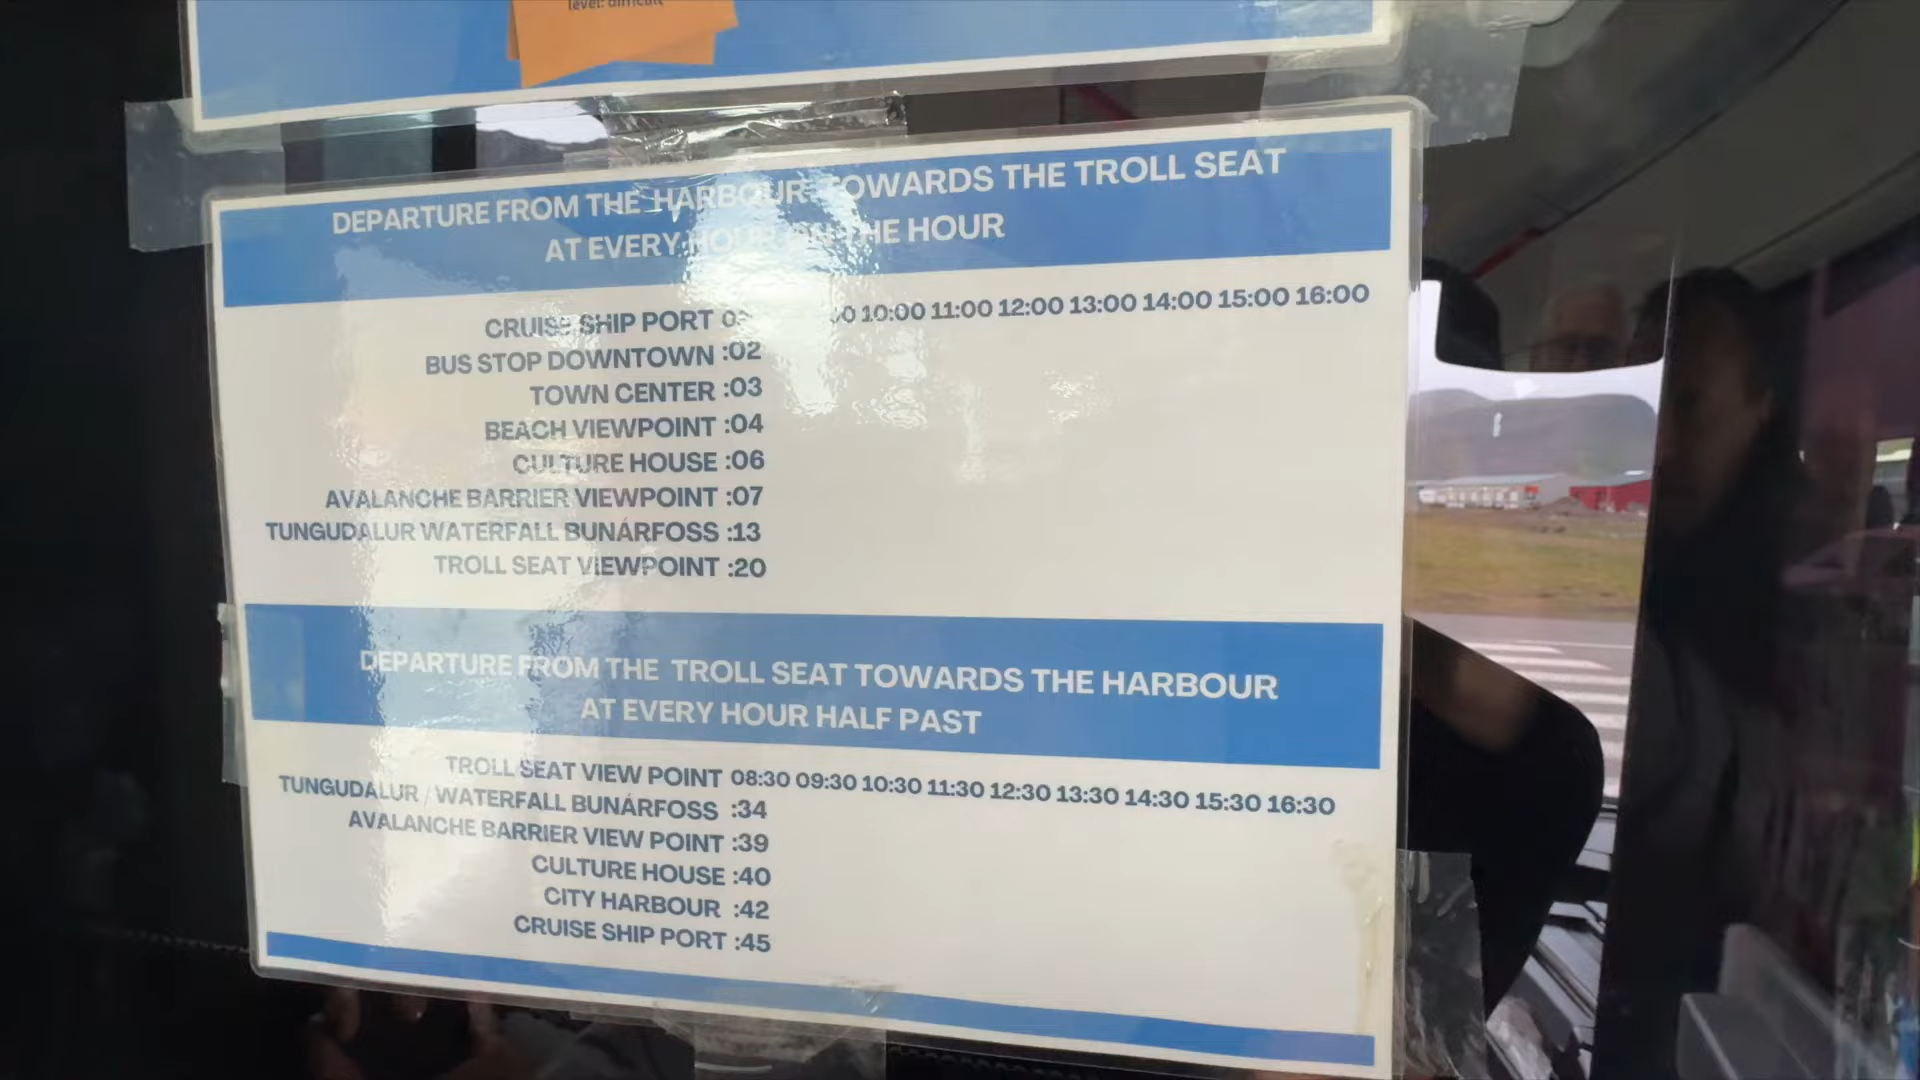 level: difficult
DEPARTURE FROM THE HARBOUR TOWARDS THE TROLL SEAT
AT EVERY HOUR ON THE HOUR
CRUISE SHIP PORT 10:00 11:00 12:00 13:00 14:00 15:00 16:00
BUS STOP DOWNTOWN :02
TOWN CENTER :03
BEACH VIEWPOINT :04
CULTURE HOUSE :06
AVALANCHE BARRIER VIEWPOINT :07
TUNGUDALUR WATERFALL BUNÁRFOSS :13
TROLL SEAT VIEWPOINT :20
DEPARTURE FROM THE TROLL SEAT TOWARDS THE HARBOUR
AT EVERY HOUR HALF PAST
TROLL SEAT VIEW POINT 08:30 09:30 10:30 11:30 12:30 13:30 14:30 15:30 16:30
TUNGUDALUR / WATERFALL BUNÁRFOSS :34
AVALANCHE BARRIER VIEW POINT :39
CULTURE HOUSE :40
CITY HARBOUR :42
CRUISE SHIP PORT :45